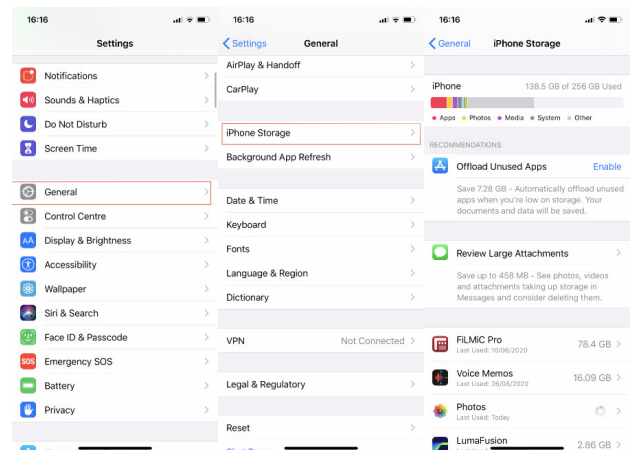 16:16
Settings
Notifications
Sounds & Haptics
Do Not Disturb
Screen Time
General
Control Centre
AA
Display & Brightness
Accessibility
Wallpaper
Siri & Search
Face ID & Passcode
SOS
Emergency SOS
Battery
Privacy
16:16
Settings
General
AirPlay & Handoff
CarPlay
iPhone Storage
Background App Refresh
Date & Time
Keyboard
Fonts
Language & Region
Dictionary
VPN
Not Connected
Legal & Regulatory
Reset
16:16
General
iPhone Storage
iPhone
138.5 GB of 256 GB Used
Apps
Photos
Media
System
Other
RECOMMENDATIONS
Offload Unused Apps
Enable
Save 7.28 GB - Automatically offload unused
apps when you're low on storage. Your
documents and data will be saved.
Review Large Attachments
Save up to 458 MB - See photos, videos
and attachments taking up storage in
Messages and consider deleting them.
FiLMiC Pro
Last Used: 10/06/2020
78.4 GB
Voice Memos
Last Used: 26/08/2020
16.09 GB
Photos
Last Used: Today
LumaFusion
2.86 GB